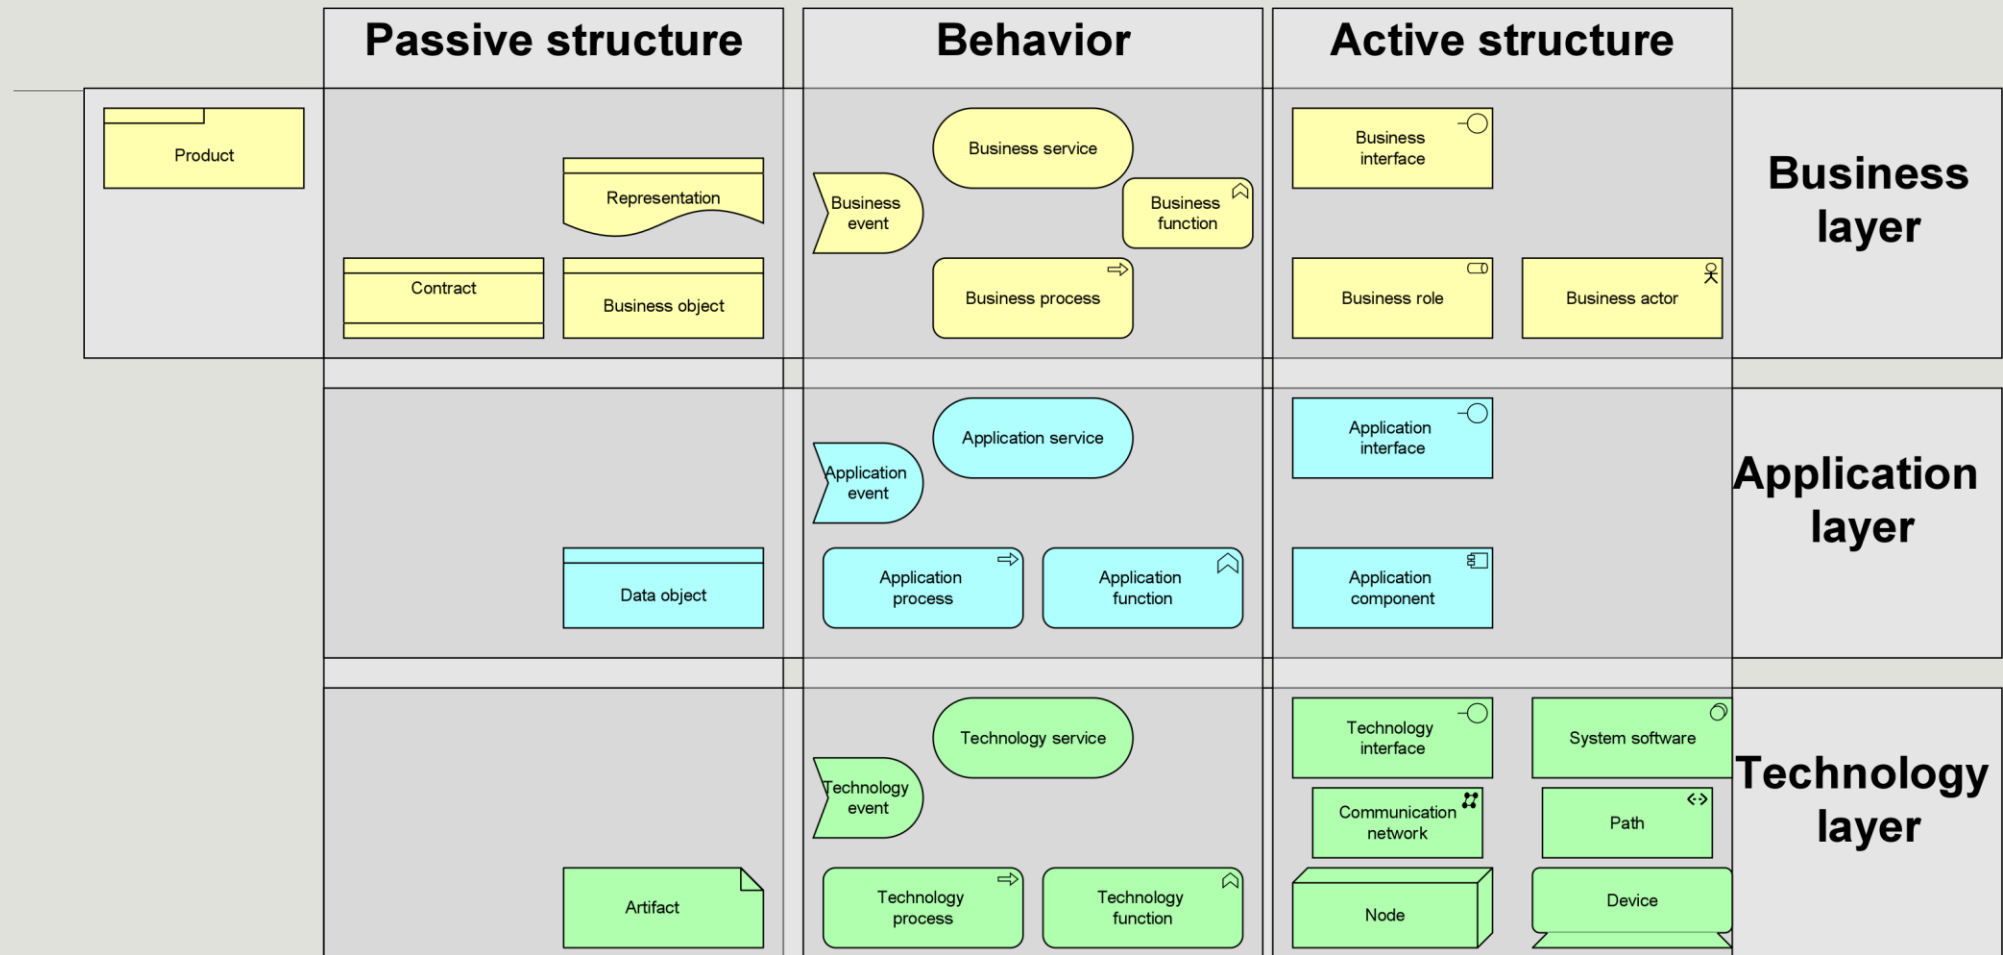 Passive structure
Behavior
Active structure
Product
Representation
Contract
Business object
Business service
Business
event
Business
function
Business process
Business
interface
Business role
Business actor
Business
layer
Data object
Application service
Application
event
Application
process
Application
function
Application
interface
Application
component
Application
layer
Artifact
Technology service
Technology
event
Technology
process
Technology
function
Technology
interface
System software
Communication
network
Path
Node
Device
Technology
layer